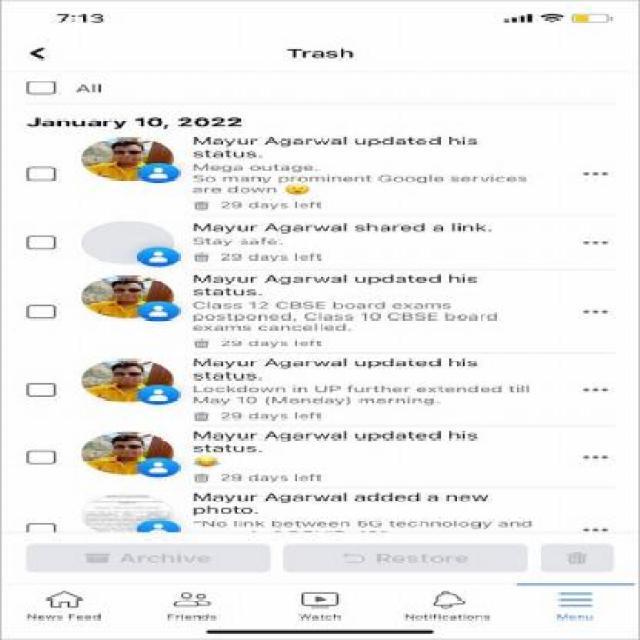 7:13
Trash
All
January 10, 2022
Mayur Agarwal updated his
status.
Mega outage.
So many prominent Google services
are down 😧
29 days left
Mayur Agarwal shared a link.
Stay safe.
29 days left
Mayur Agarwal updated his
status.
Class 12 CBSE board exams
postponed, Class 10 CBSE board
exams cancelled.
29 days left
Mayur Agarwal updated his
status.
Lockdown in UP further extended till
May 10 (Monday) morning.
29 days left
Mayur Agarwal updated his
status.
😂
29 days left
Mayur Agarwal added a new
photo.
"No link between 5G technology and
Archive Restore
News Feed Friends Watch Notifications Menu